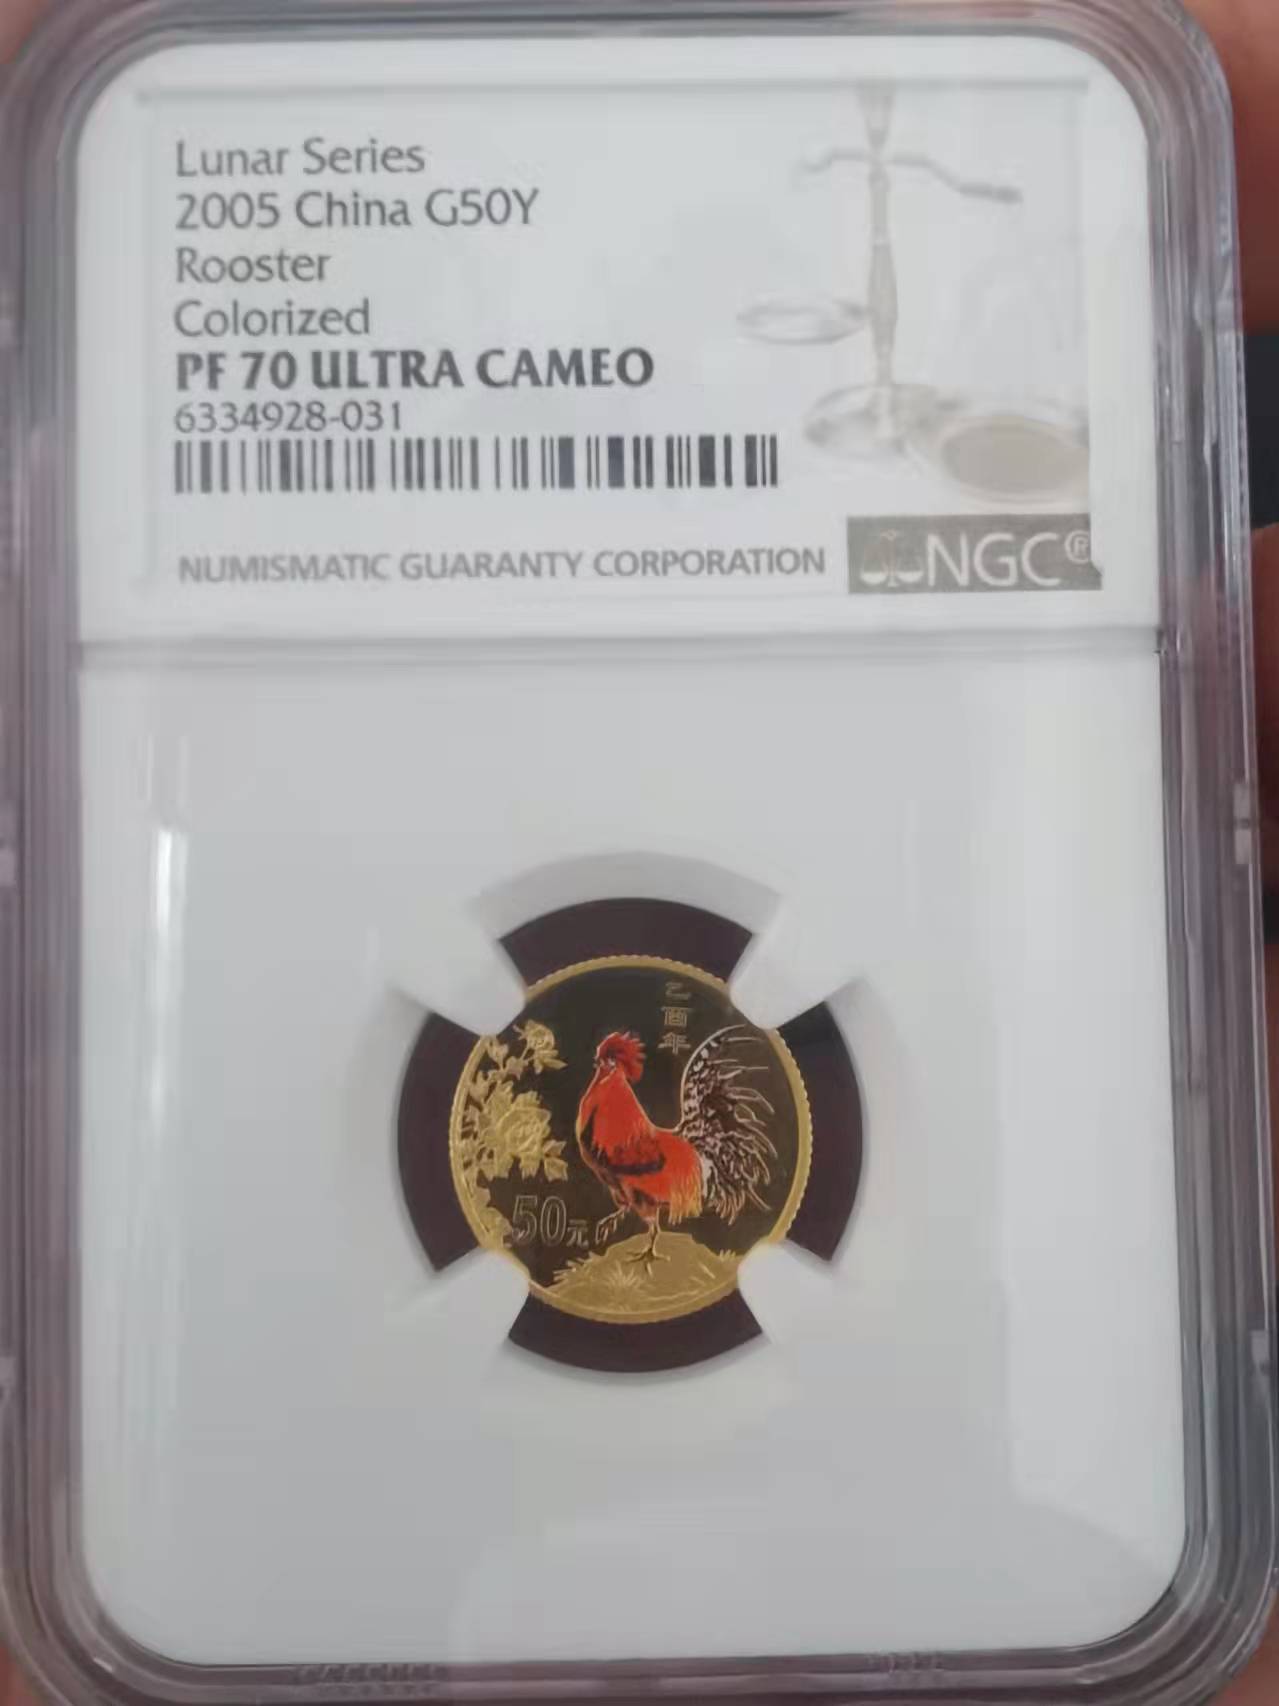 Lunar Series
2005 China G50Y
Rooster
Colorized
PF 70 ULTRA CAMEO
6334928-031
NUMISMATIC GUARANTY CORPORATION
NGC®
乙酉年
50元